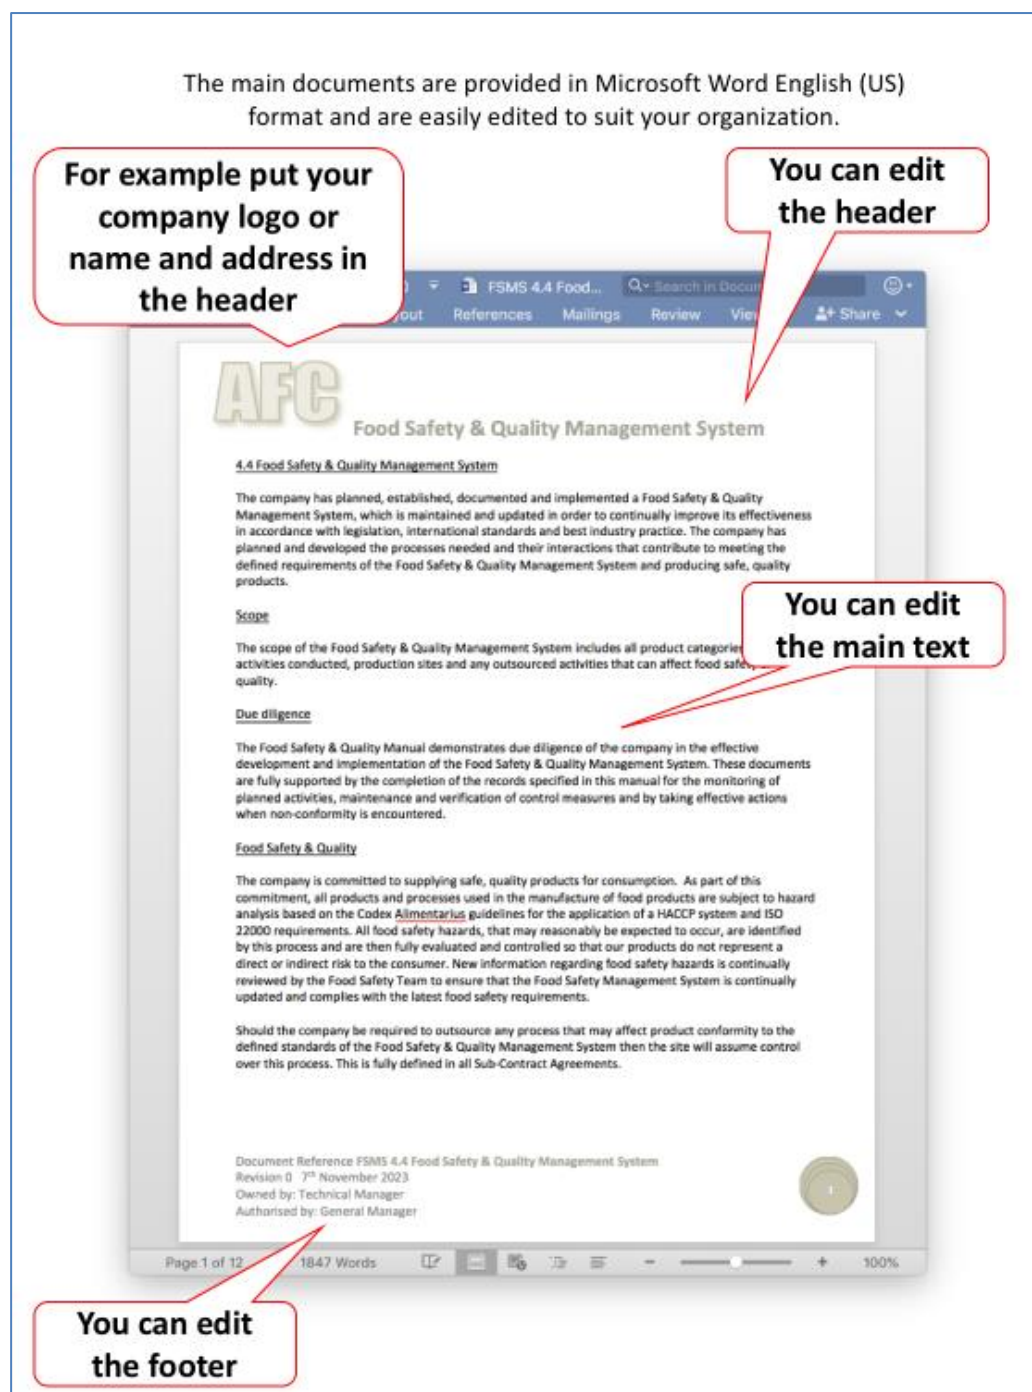 The main documents are provided in Microsoft Word English (US)
format and are easily edited to suit your organization.
For example put your
company logo or
name and address in
the header
You can edit
the header
FSMS 4.4 Food...
Search in Docum
yout References Mailings Review Vie Share
AFC
Food Safety & Quality Management System
4.4 Food Safety & Quality Management System
The company has planned, established, documented and implemented a Food Safety & Quality
Management System, which is maintained and updated in order to continually improve its effectiveness
in accordance with legislation, international standards and best industry practice. The company has
planned and developed the processes needed and their interactions that contribute to meeting the
defined requirements of the Food Safety & Quality Management System and producing safe, quality
products.
You can edit
the main text
Scope
The scope of the Food Safety & Quality Management System includes all product categories
activities conducted, production sites and any outsourced activities that can affect food safety
quality.
Due diligence
The Food Safety & Quality Manual demonstrates due diligence of the company in the effective
development and implementation of the Food Safety & Quality Management System. These documents
are fully supported by the completion of the records specified in this manual for the monitoring of
planned activities, maintenance and verification of control measures and by taking effective actions
when non-conformity is encountered.
Food Safety & Quality
The company is committed to supplying safe, quality products for consumption. As part of this
commitment, all products and processes used in the manufacture of food products are subject to hazard
analysis based on the Codex Alimentarius guidelines for the application of a HACCP system and ISO
22000 requirements. All food safety hazards, that may reasonably be expected to occur, are identified
by this process and are then fully evaluated and controlled so that our products do not represent a
direct or indirect risk to the consumer. New information regarding food safety hazards is continually
reviewed by the Food Safety Team to ensure that the Food Safety Management System is continually
updated and complies with the latest food safety requirements.
Should the company be required to outsource any process that may affect product conformity to the
defined standards of the Food Safety & Quality Management System then the site will assume control
over this process. This is fully defined in all Sub-Contract Agreements.
Document Reference FSMS 4.4 Food Safety & Quality Management System
Revision 0 7th November 2023
Owned by: Technical Manager
Authorised by: General Manager
1
Page 1 of 12 1847 Words 100%
You can edit
the footer